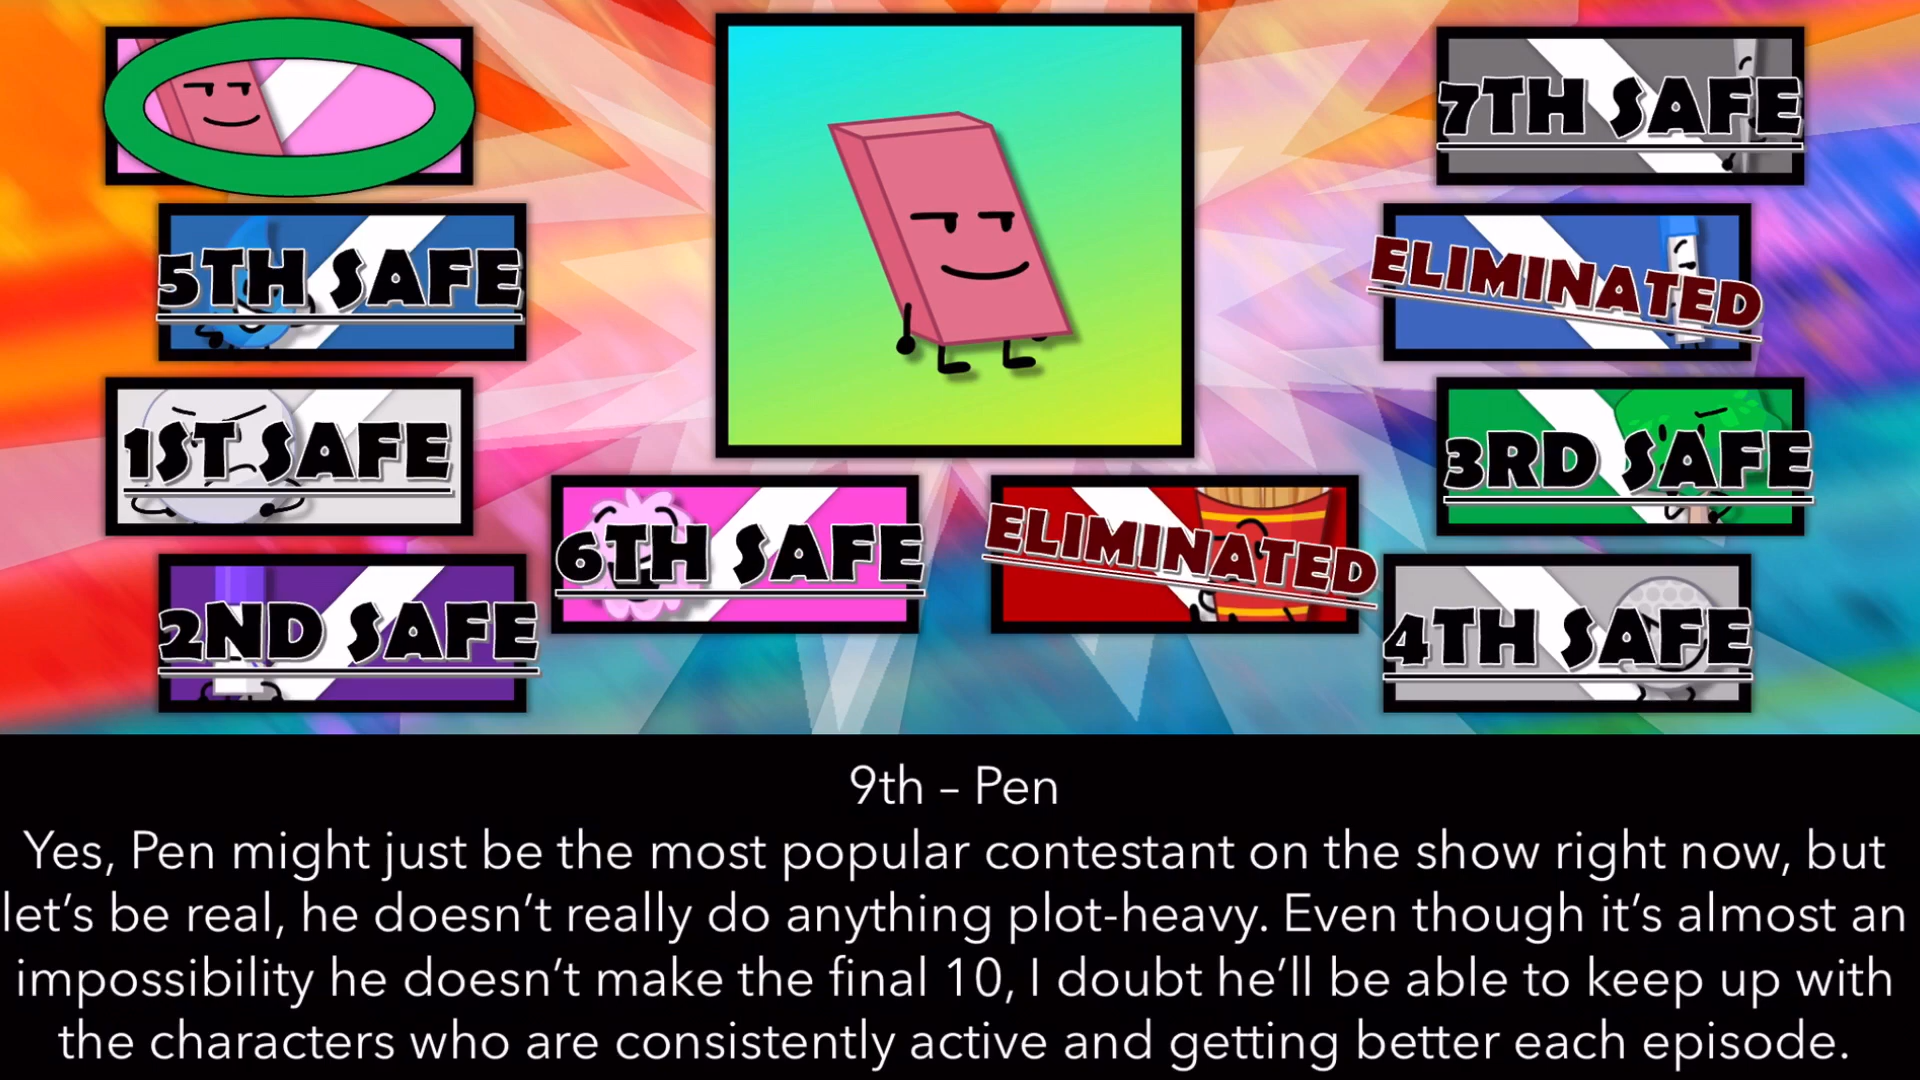 7TH SAFE
5TH SAFE
ELIMINATED
1ST SAFE
3RD SAFE
6TH SAFE
ELIMINATED
2ND SAFE
4TH SAFE
9th – Pen
Yes, Pen might just be the most popular contestant on the show right now, but
let’s be real, he doesn’t really do anything plot-heavy. Even though it’s almost an
impossibility he doesn’t make the final 10, I doubt he’ll be able to keep up with
the characters who are consistently active and getting better each episode.